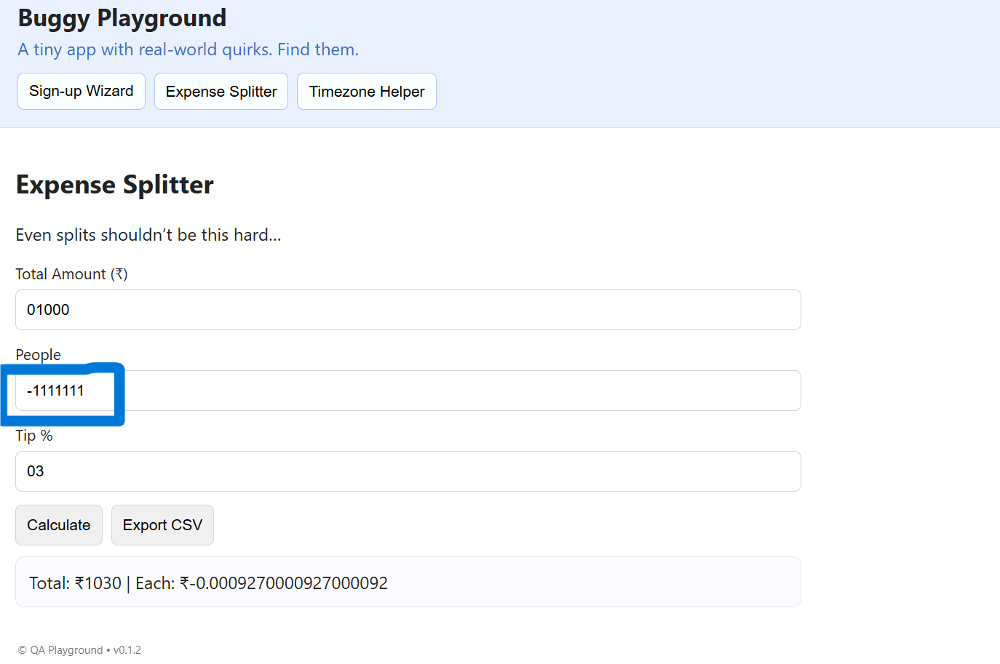 Buggy Playground
A tiny app with real-world quirks. Find them.
Sign-up Wizard Expense Splitter Timezone Helper
Expense Splitter
Even splits shouldn’t be this hard…
Total Amount (₹)
01000
People
-1111111
Tip %
03
Calculate Export CSV
Total: ₹1030 | Each: ₹-0.0009270000927000092
© QA Playground • v0.1.2